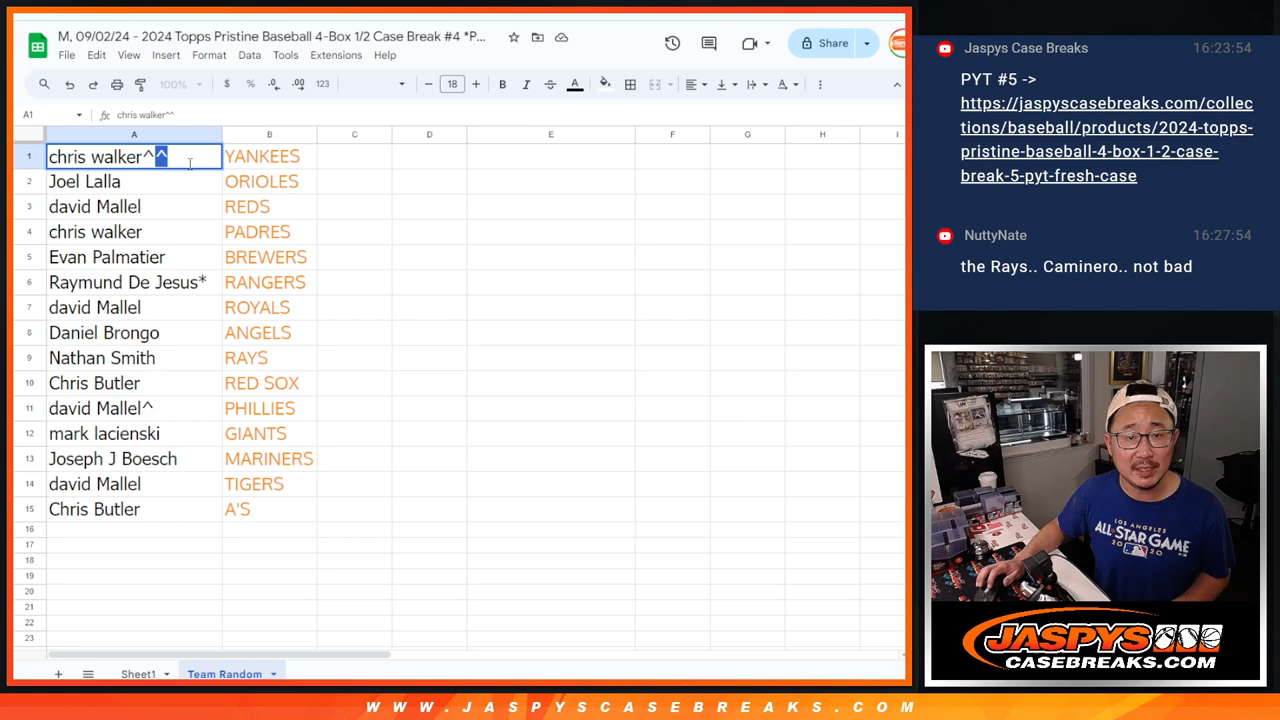 M, 09/02/24 - 2024 Topps Pristine Baseball 4-Box 1/2 Case Break #4 *P...
File Edit View Insert Format Data Tools Extensions Help
Share
100% $ % .0 .00 123 18 B I A
A1 chris walker^^
A B C D E F G H I
1 chris walker^^ YANKEES
2 Joel Lalla ORIOLES
3 david Mallel REDS
4 chris walker PADRES
5 Evan Palmatier BREWERS
6 Raymund De Jesus* RANGERS
7 david Mallel ROYALS
8 Daniel Brongo ANGELS
9 Nathan Smith RAYS
10 Chris Butler RED SOX
11 david Mallel^ PHILLIES
12 mark lacienski GIANTS
13 Joseph J Boesch MARINERS
14 david Mallel TIGERS
15 Chris Butler A'S
16
17
18
19
20
21
22
23
Sheet1 Team Random
Jaspys Case Breaks 16:23:54
PYT #5 ->
https://jaspyscasebreaks.com/collec
tions/baseball/products/2024-topps-
pristine-baseball-4-box-1-2-case-
break-5-pyt-fresh-case
NuttyNate 16:27:54
the Rays.. Caminero.. not bad
LOS ANGELES
ALL-STAR GAME
2020
JASPYS
CASEBREAKS.COM
WWW.JASPYSCASEBREAKS.COM